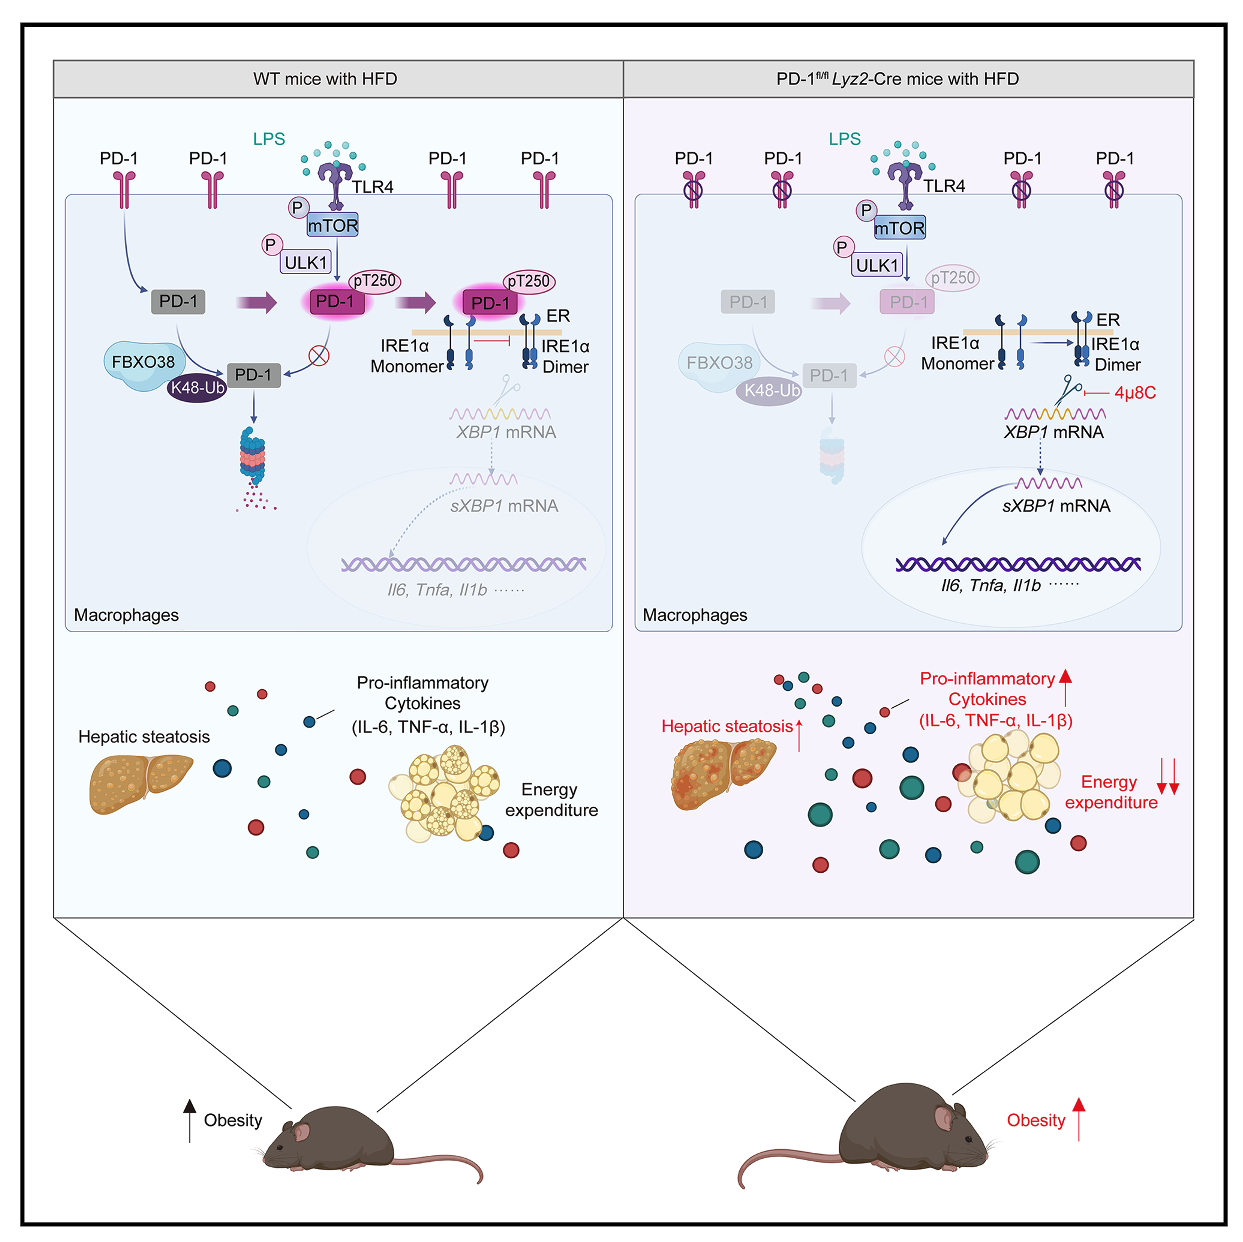 WT mice with HFD
PD-1fl/fl Lyz2-Cre mice with HFD
LPS
PD-1
PD-1
PD-1
PD-1
TLR4
P
mTOR
P
ULK1
pT250
pT250
PD-1
PD-1
PD-1
ER
IRE1α
Monomer
IRE1α
Dimer
FBXO38
K48-Ub
PD-1
XBP1 mRNA
sXBP1 mRNA
Il6, Tnfa, Il1b ······
Macrophages
LPS
PD-1
PD-1
PD-1
PD-1
TLR4
P
mTOR
P
ULK1
pT250
PD-1
PD-1
ER
IRE1α
Monomer
IRE1α
Dimer
FBXO38
K48-Ub
PD-1
4μ8C
XBP1 mRNA
sXBP1 mRNA
Il6, Tnfa, Il1b ······
Macrophages
Pro-inflammatory
Cytokines
(IL-6, TNF-α, IL-1β)
Hepatic steatosis
Energy
expenditure
Pro-inflammatory
Cytokines
(IL-6, TNF-α, IL-1β)
Hepatic steatosis
Energy
expenditure
Obesity
Obesity